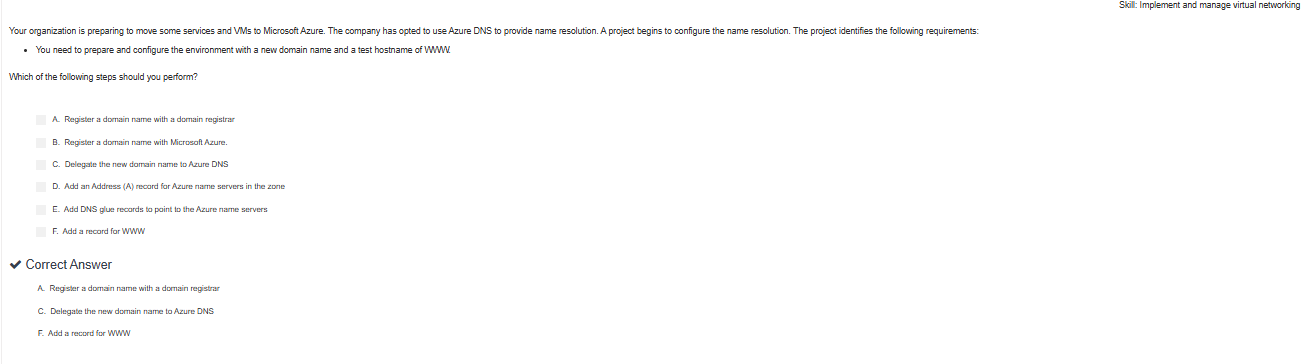 Skill: Implement and manage virtual networking
Your organization is preparing to move some services and VMs to Microsoft Azure. The company has opted to use Azure DNS to provide name resolution. A project begins to configure the name resolution. The project identifies the following requirements:
• You need to prepare and configure the environment with a new domain name and a test hostname of WWW.
Which of the following steps should you perform?
A. Register a domain name with a domain registrar
B. Register a domain name with Microsoft Azure.
C. Delegate the new domain name to Azure DNS
D. Add an Address (A) record for Azure name servers in the zone
E. Add DNS glue records to point to the Azure name servers
F. Add a record for WWW
✔ Correct Answer
A. Register a domain name with a domain registrar
C. Delegate the new domain name to Azure DNS
F. Add a record for WWW